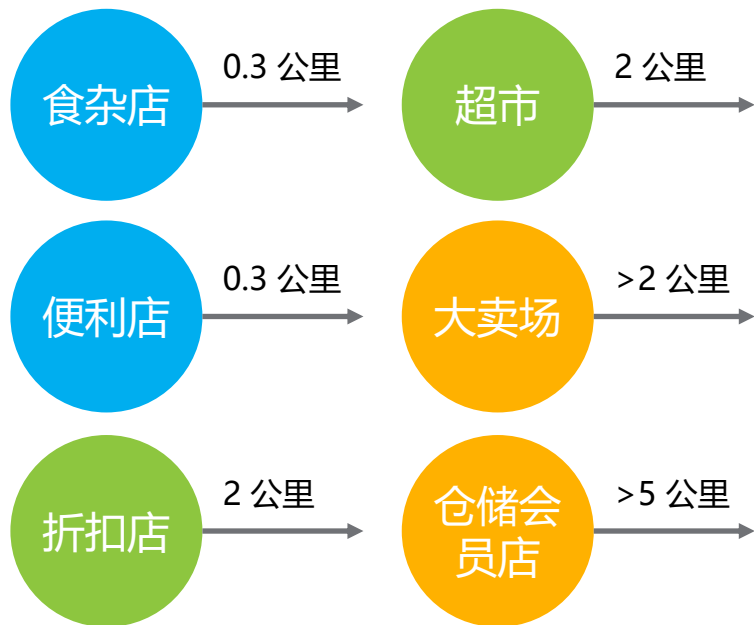 食杂店
0.3 公里
超市
2 公里
便利店
0.3 公里
大卖场
>2 公里
折扣店
2 公里
仓储会
员店
>5 公里